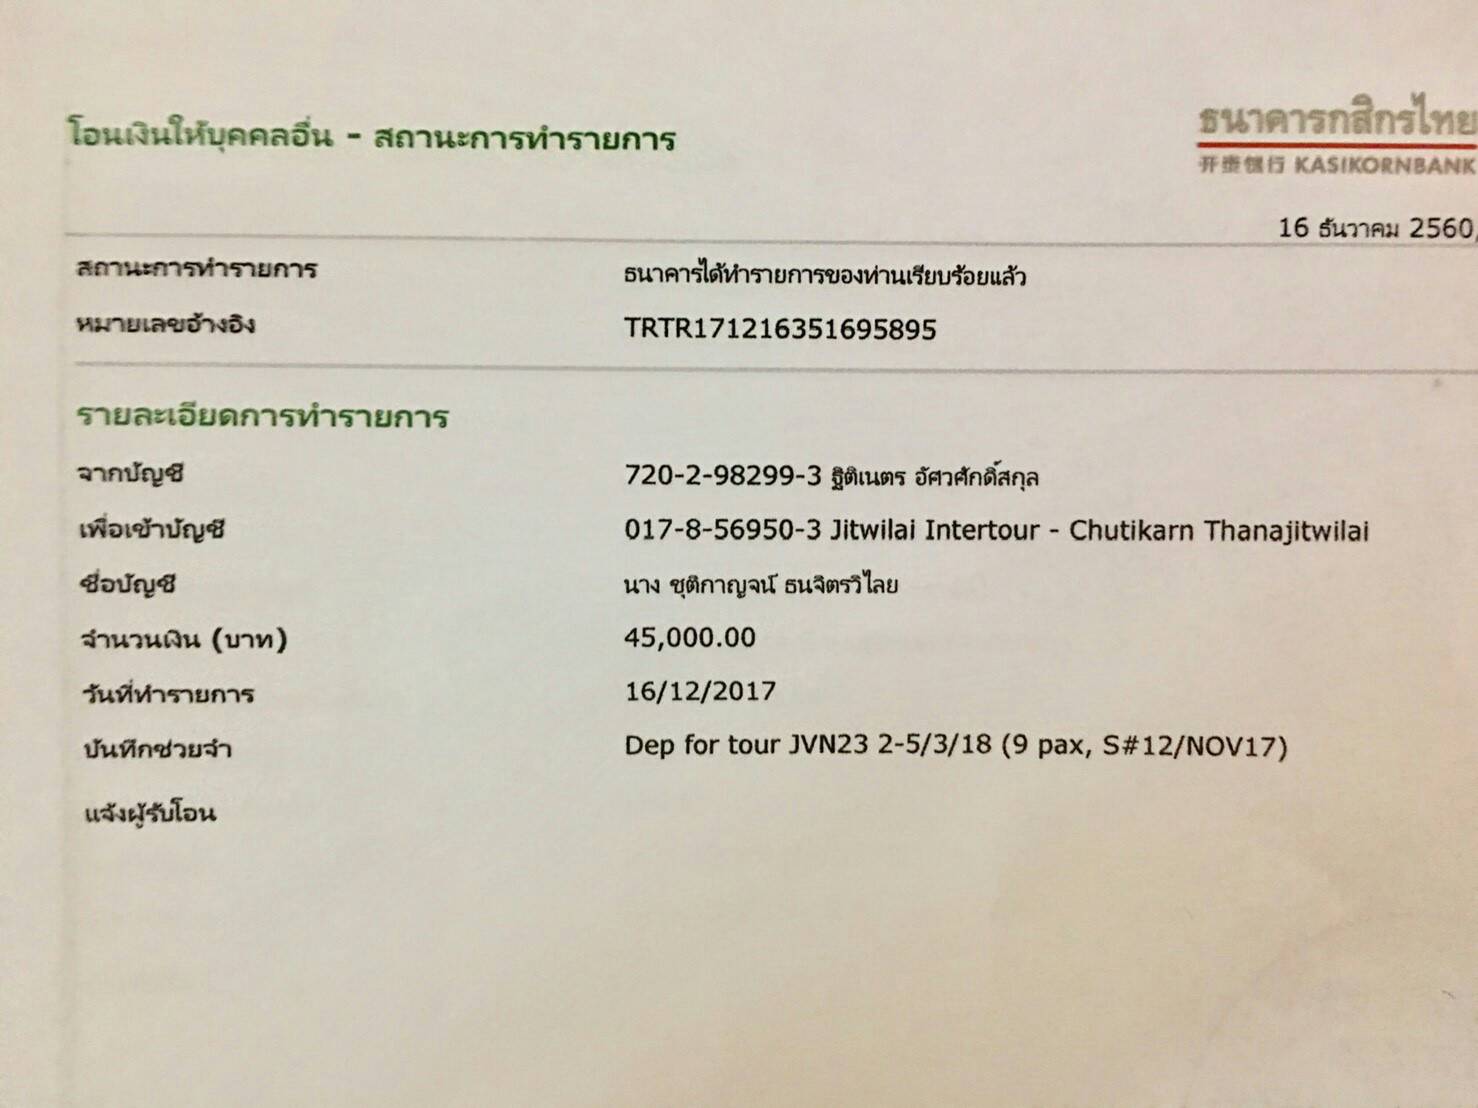 โอนเงินให้บุคคลอื่น - สถานะการทำรายการ
ธนาคารกสิกรไทย
开泰银行 KASIKORNBANK
16 ธันวาคม 2560,
สถานะการทำรายการ ธนาคารได้ทำรายการของท่านเรียบร้อยแล้ว
หมายเลขอ้างอิง TRTR171216351695895
รายละเอียดการทำรายการ
จากบัญชี 720-2-98299-3 ฐิติเนตร อัศวศักดิ์สกุล
เพื่อเข้าบัญชี 017-8-56950-3 Jitwilai Intertour - Chutikarn Thanajitwilai
ชื่อบัญชี นาง ชุติกาญจน์ ธนจิตรวิไลย
จำนวนเงิน (บาท) 45,000.00
วันที่ทำรายการ 16/12/2017
บันทึกช่วยจำ Dep for tour JVN23 2-5/3/18 (9 pax, S#12/NOV17)
แจ้งผู้รับโอน